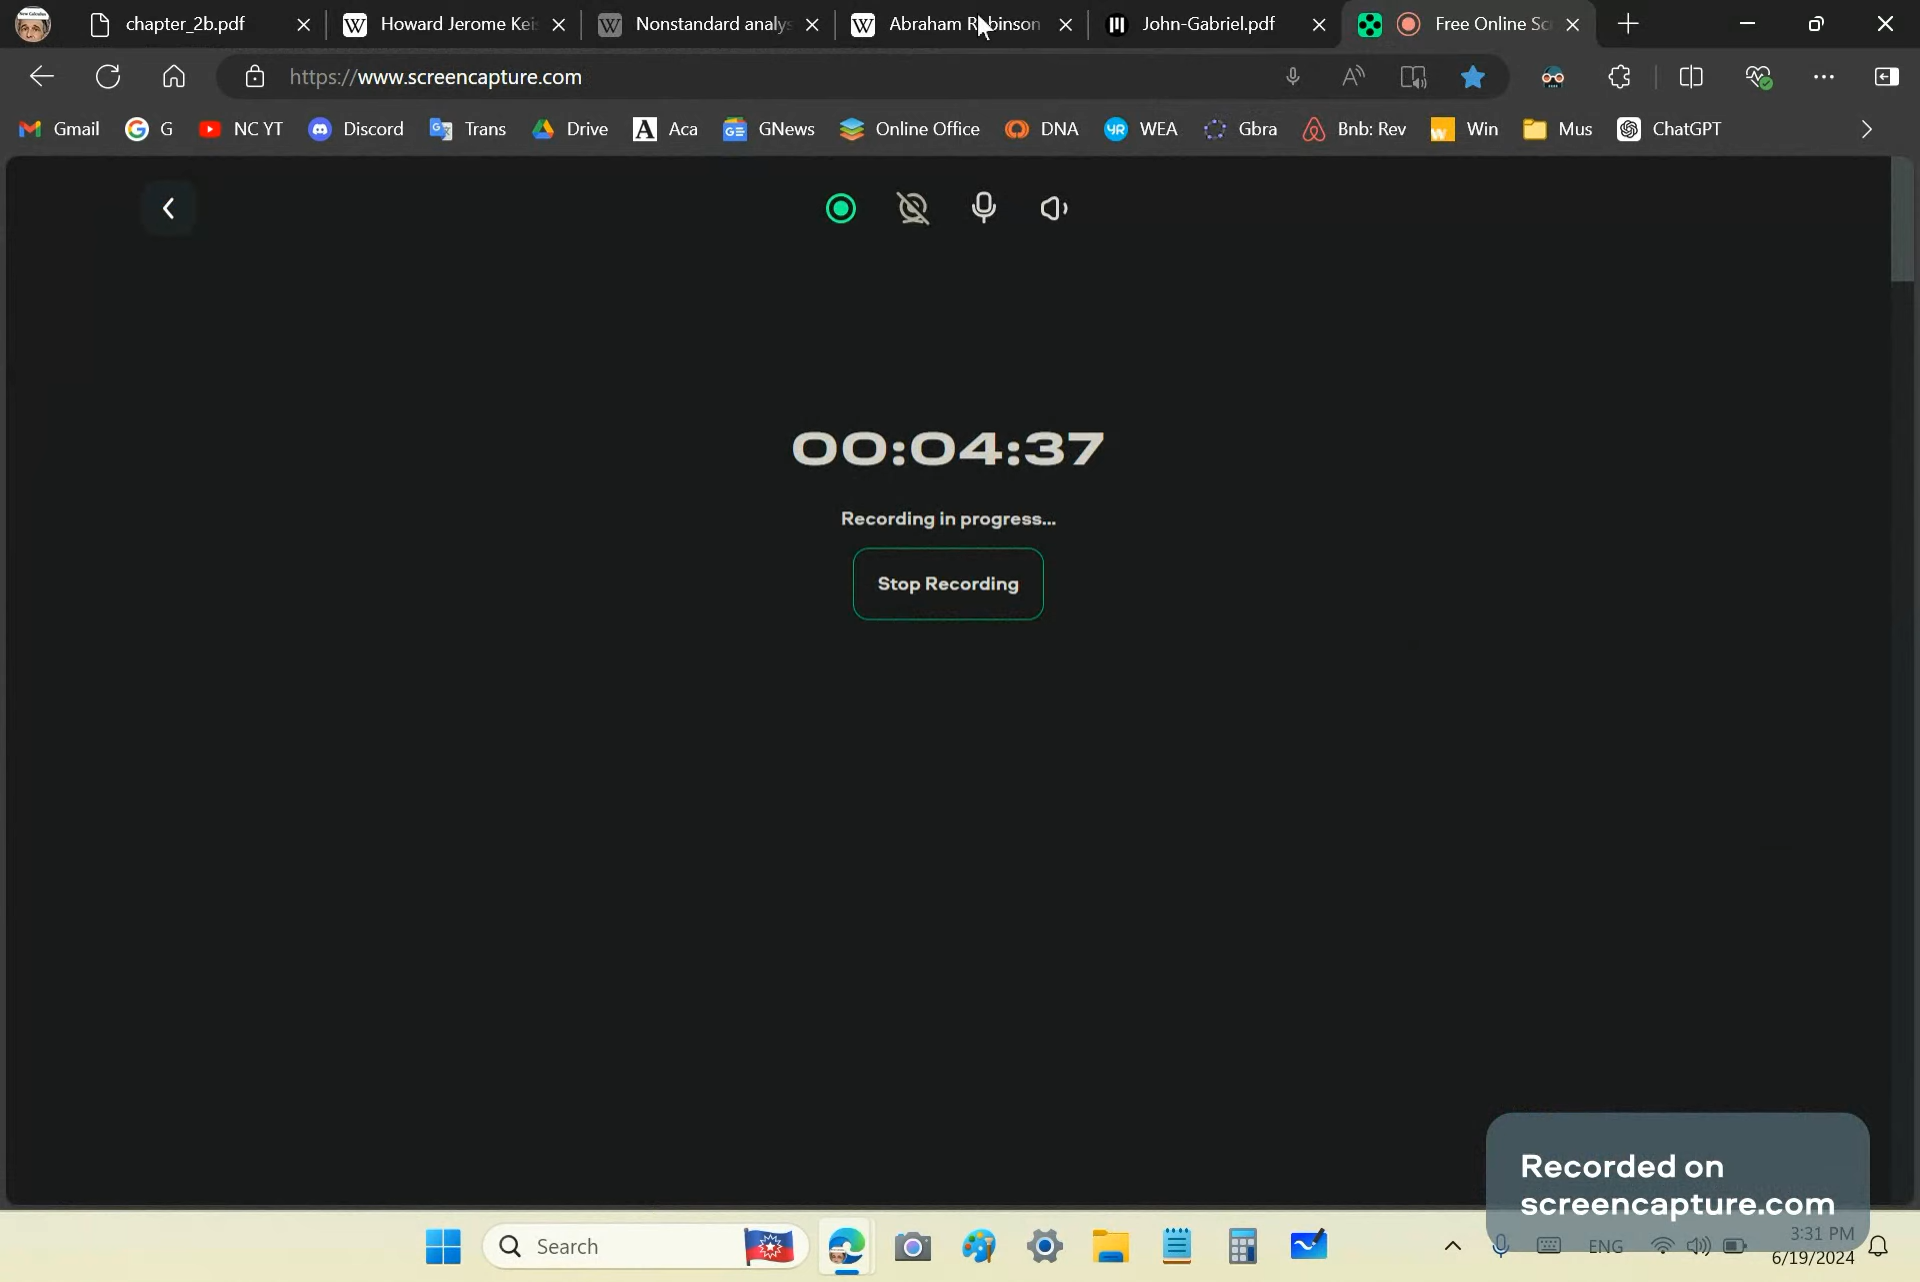 chapter_2b.pdf
Howard Jerome Kei
Nonstandard analys
Abraham Robinson
John-Gabriel.pdf
Free Online Sc
https://www.screencapture.com
Gmail
G
NC YT
Discord
Trans
Drive
Aca
GNews
Online Office
DNA
WEA
Gbra
Bnb: Rev
Win
Mus
ChatGPT
00:04:37
Recording in progress...
Stop Recording
Recorded on
screencapture.com
Search
ENG
3:31 PM
6/19/2024